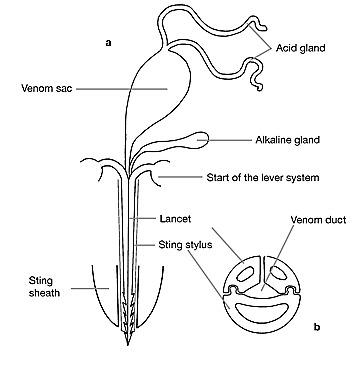 a
Acid gland
Venom sac
Alkaline gland
Start of the lever system
Lancet
Venom duct
Sting stylus
Sting
sheath
b